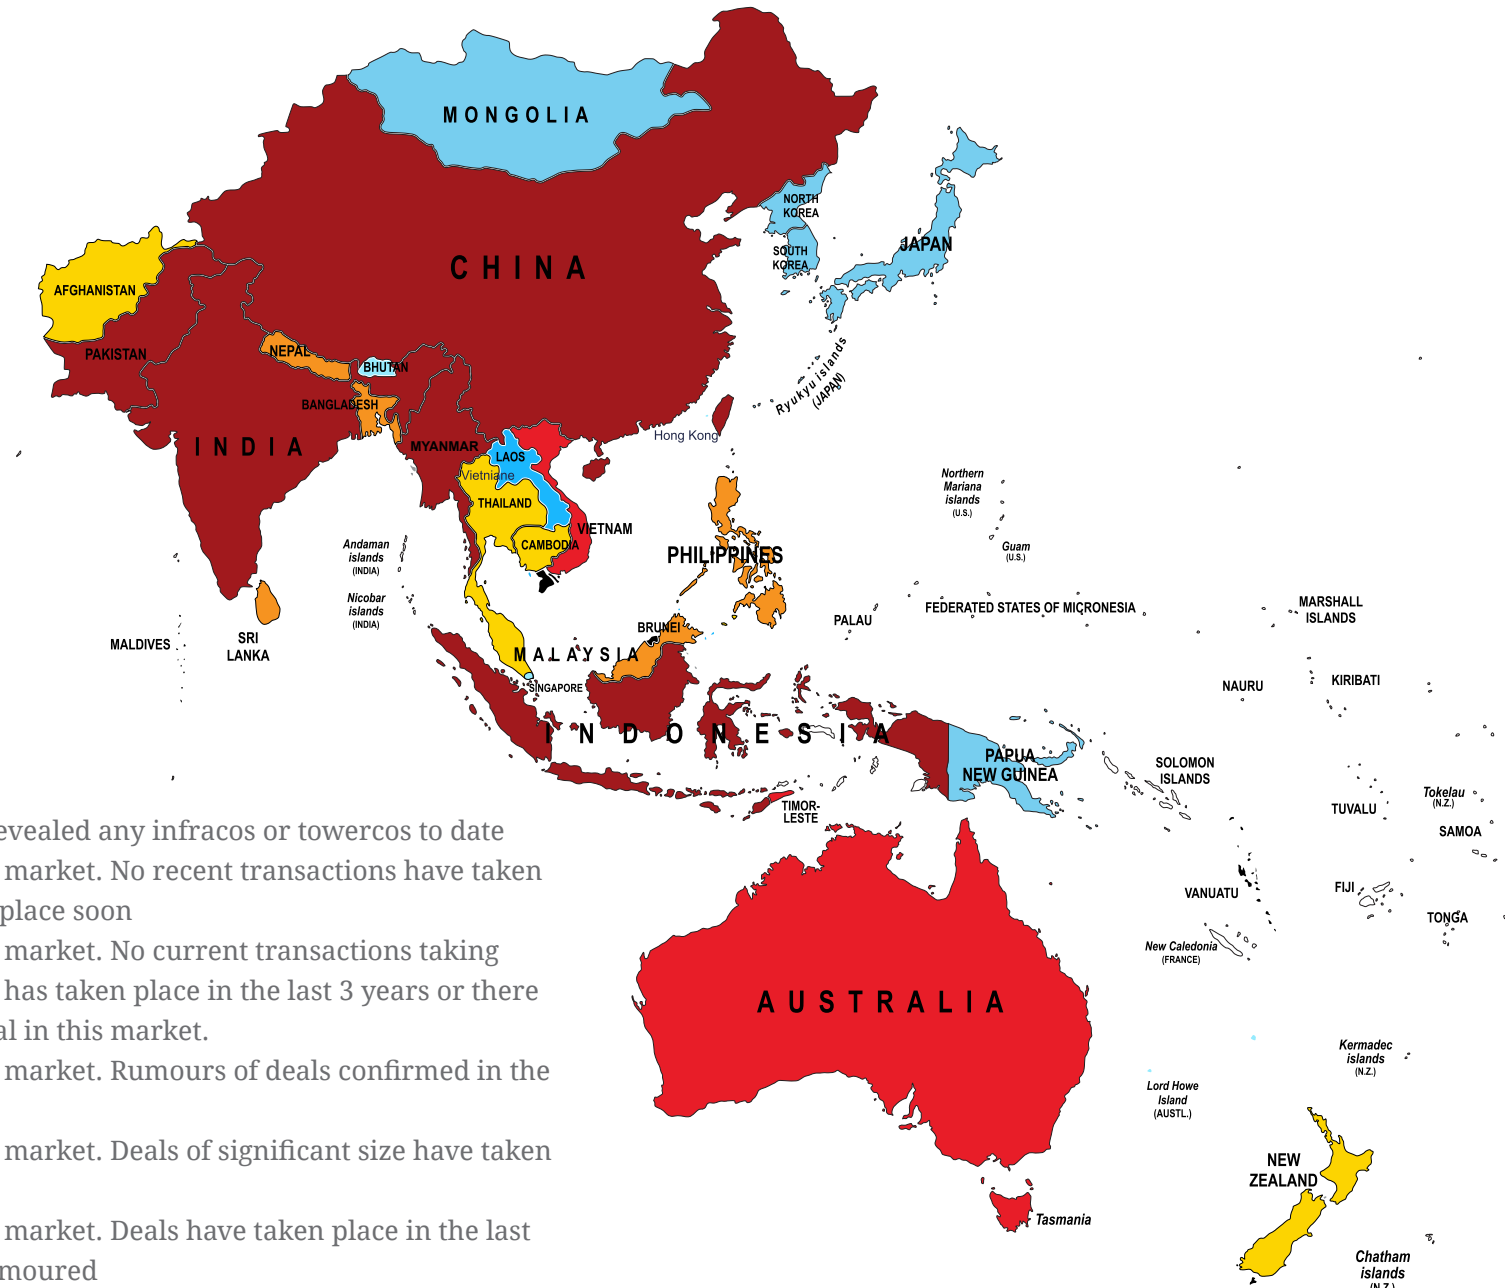 MONGOLIA
NORTH
KOREA
JAPAN
SOUTH
KOREA
CHINA
AFGHANISTAN
PAKISTAN
NEPAL
BHUTAN
Ryukyu islands
(JAPAN)
BANGLADESH
Hong Kong
INDIA
MYANMAR
LAOS
Vietniane
THAILAND
Northern
Mariana
islands
(U.S.)
VIETNAM
CAMBODIA
Andaman
islands
(INDIA)
PHILIPPINES
Guam
(U.S.)
Nicobar
islands
(INDIA)
FEDERATED STATES OF MICRONESIA
MARSHALL
ISLANDS
PALAU
BRUNEI
MALDIVES
SRI
LANKA
MALAYSIA
SINGAPORE
NAURU
KIRIBATI
INDONESIA
PAPUA
NEW GUINEA
SOLOMON
ISLANDS
TIMOR-
LESTE
TUVALU
Tokelau
(N.Z.)
SAMOA
evealed any infracos or towercos to date
market. No recent transactions have taken
place soon
market. No current transactions taking
has taken place in the last 3 years or there
al in this market.
market. Rumours of deals confirmed in the
market. Deals of significant size have taken
market. Deals have taken place in the last
moured
VANUATU
FIJI
TONGA
New Caledonia
(FRANCE)
AUSTRALIA
Kermadec
islands
(N.Z.)
Lord Howe
Island
(AUSTL.)
NEW
ZEALAND
Tasmania
Chatham
islands
(N.Z.)